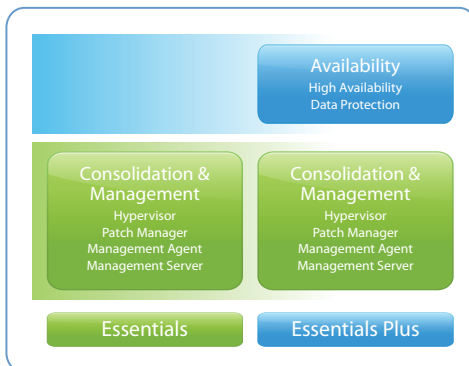 Availability
High Availability
Data Protection
Consolidation &
Management
Hypervisor
Patch Manager
Management Agent
Management Server
Consolidation &
Management
Hypervisor
Patch Manager
Management Agent
Management Server
Essentials
Essentials Plus